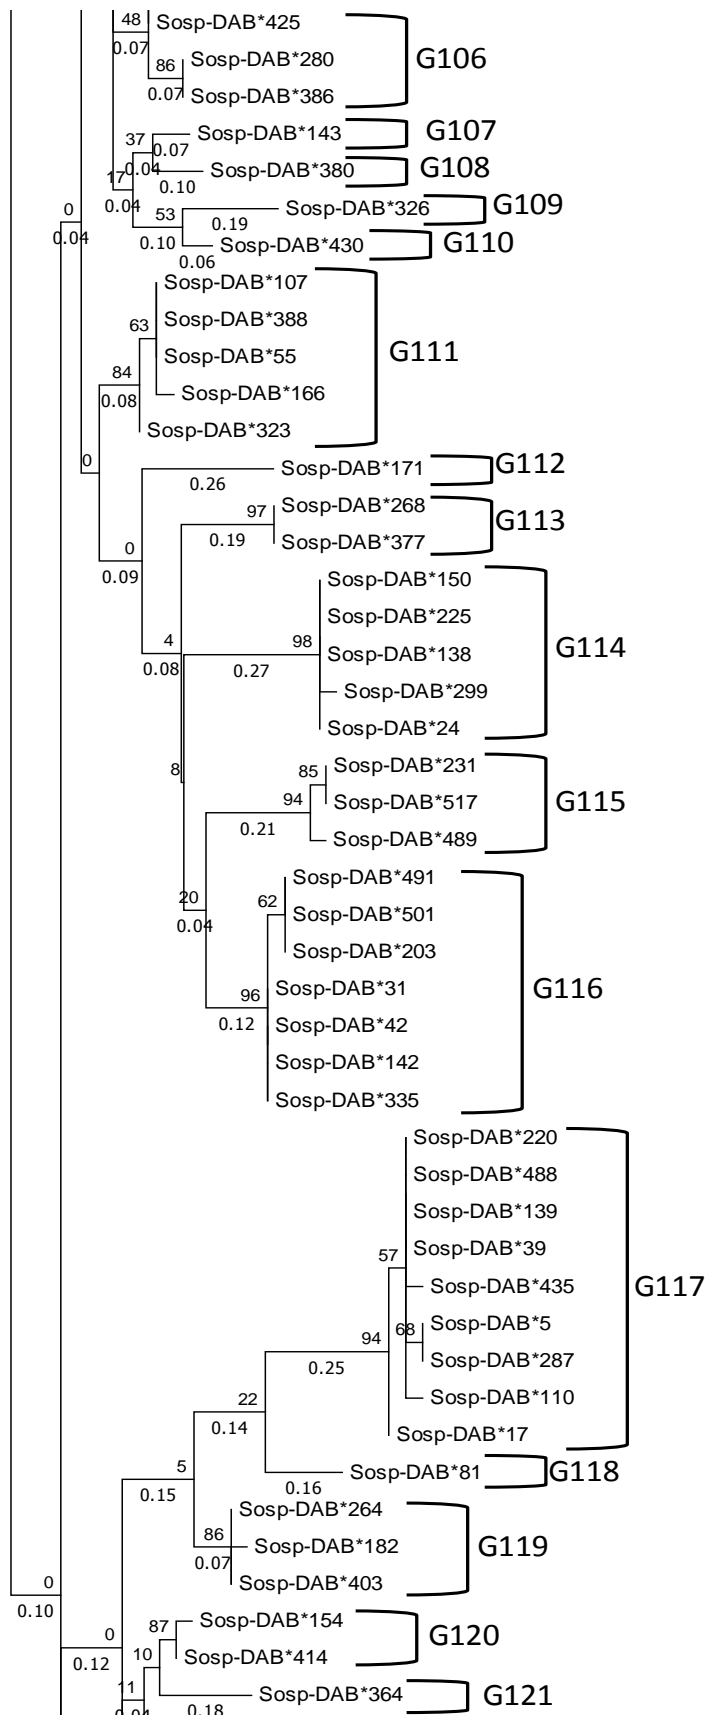 48 Sosp-DAB*425
0.07
86 Sosp-DAB*280 G106
0.07 Sosp-DAB*386
37 Sosp-DAB*143 G107
0.07
17 0.04 Sosp-DAB*380 G108
0.10
0.04
0 53 Sosp-DAB*326 G109
0.19
0.04
0.10 Sosp-DAB*430 G110
0.06
Sosp-DAB*107
63 Sosp-DAB*388
Sosp-DAB*55 G111
84 Sosp-DAB*166
0.08
Sosp-DAB*323
0
Sosp-DAB*171 G112
0.26
97 Sosp-DAB*268 G113
0.19
0 Sosp-DAB*377
0.09
Sosp-DAB*150
Sosp-DAB*225
4 98 Sosp-DAB*138 G114
0.08 0.27
Sosp-DAB*299
Sosp-DAB*24
8 85 Sosp-DAB*231
94 Sosp-DAB*517 G115
0.21
Sosp-DAB*489
20 62 Sosp-DAB*491
0.04 Sosp-DAB*501
Sosp-DAB*203
96 Sosp-DAB*31 G116
0.12 Sosp-DAB*42
Sosp-DAB*142
Sosp-DAB*335
Sosp-DAB*220
Sosp-DAB*488
Sosp-DAB*139
57 Sosp-DAB*39
Sosp-DAB*435 G117
68 Sosp-DAB*5
94
0.25 Sosp-DAB*287
22 Sosp-DAB*110
0.14
Sosp-DAB*17
5 Sosp-DAB*81 G118
0.15 0.16
Sosp-DAB*264
86 Sosp-DAB*182 G119
0.07
0 Sosp-DAB*403
0.10
0 87 Sosp-DAB*154 G120
0.12 10 Sosp-DAB*414
11 Sosp-DAB*364 G121
0.04 0.18